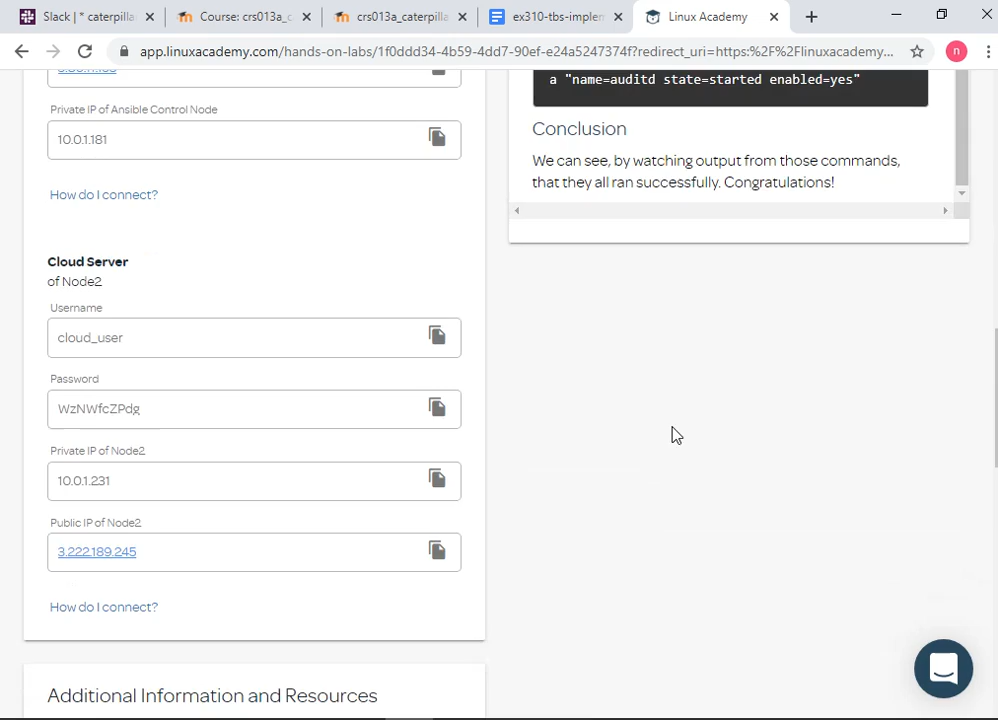 Slack | * caterpilla
Course: crs013a_c
crs013a_caterpilla
ex310-tbs-implem
Linux Academy
app.linuxacademy.com/hands-on-labs/1f0ddd34-4b59-4dd7-90ef-e24a5247374f?redirect_uri=https:%2F%2Flinuxacademy...
n
a "name=auditd state=started enabled=yes"
Private IP of Ansible Control Node
10.0.1.181
How do I connect?
Conclusion
We can see, by watching output from those commands,
that they all ran successfully. Congratulations!
Cloud Server
of Node2
Username
cloud_user
Password
WzNWfcZPdg
Private IP of Node2
10.0.1.231
Public IP of Node2
3.222.189.245
How do I connect?
Additional Information and Resources